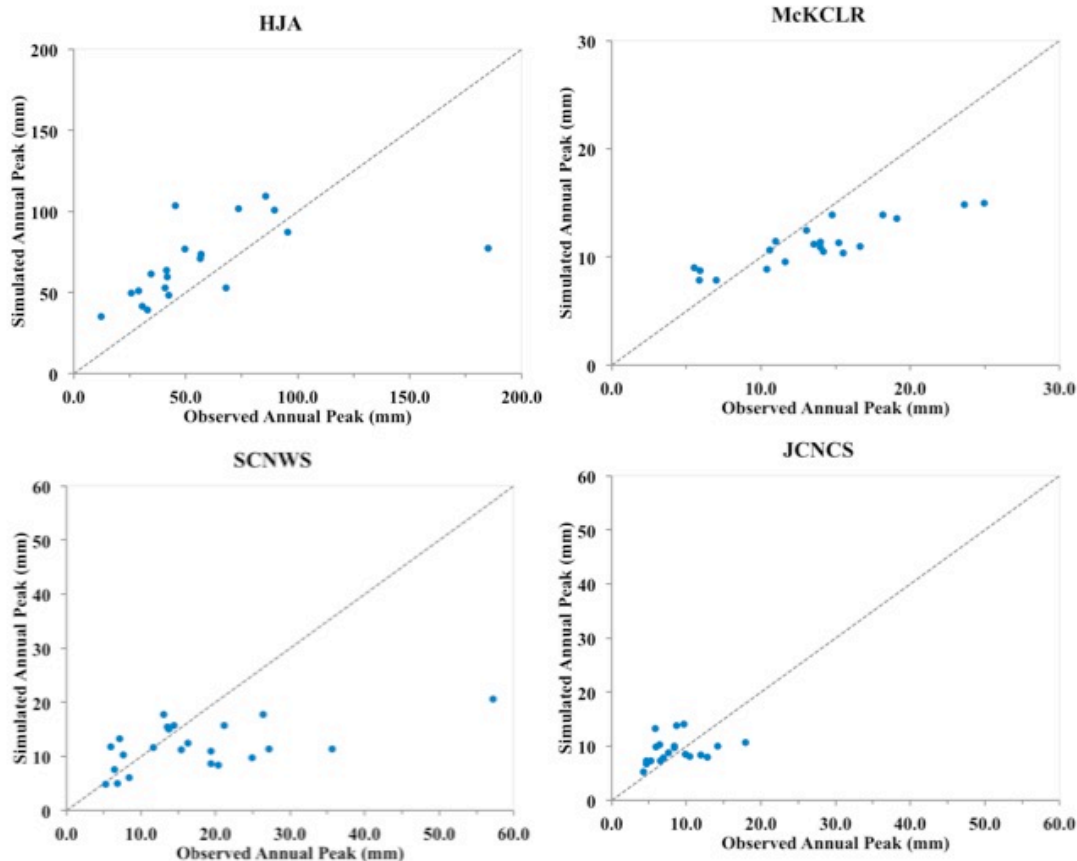 HJA
Simulated Annual Peak (mm)
200
150
100
50
0
0.0 50.0 100.0 150.0 200.0
Observed Annual Peak (mm)
McKCLR
Simulated Annual Peak (mm)
30
20
10
0
0.0 10.0 20.0 30.0
Observed Annual Peak (mm)
SCNWS
Simulated Annual Peak (mm)
60
50
40
30
20
10
0
0.0 10.0 20.0 30.0 40.0 50.0 60.0
Observed Annual Peak (mm)
JCNCS
Simulated Annual Peak (mm)
60
50
40
30
20
10
0
0.0 10.0 20.0 30.0 40.0 50.0 60.0
Observed Annual Peak (mm)